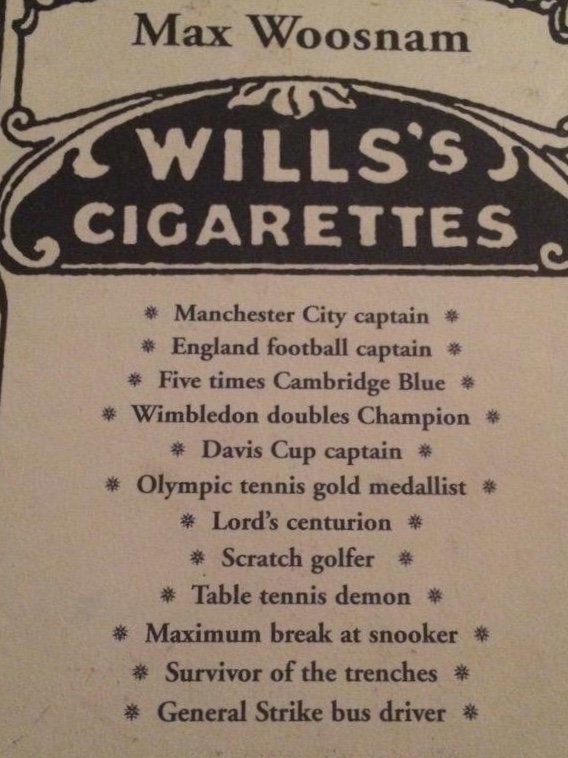 Max Woosnam
WILLS'S
CIGARETTES
* Manchester City captain *
* England football captain *
* Five times Cambridge Blue *
* Wimbledon doubles Champion *
* Davis Cup captain *
* Olympic tennis gold medallist *
* Lord's centurion *
* Scratch golfer *
* Table tennis demon *
* Maximum break at snooker *
* Survivor of the trenches *
* General Strike bus driver *